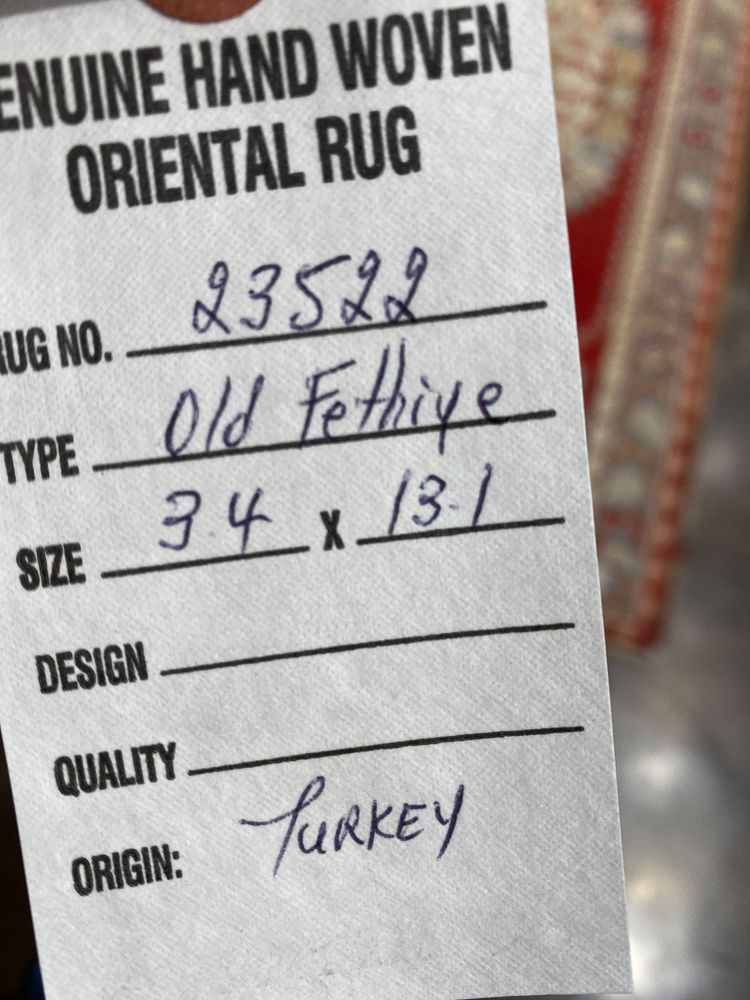 ENUINE HAND WOVEN
ORIENTAL RUG
RUG NO. 23522
TYPE Old Fethiye
SIZE 3.4 X 13.1
DESIGN
QUALITY
ORIGIN: TURKEY